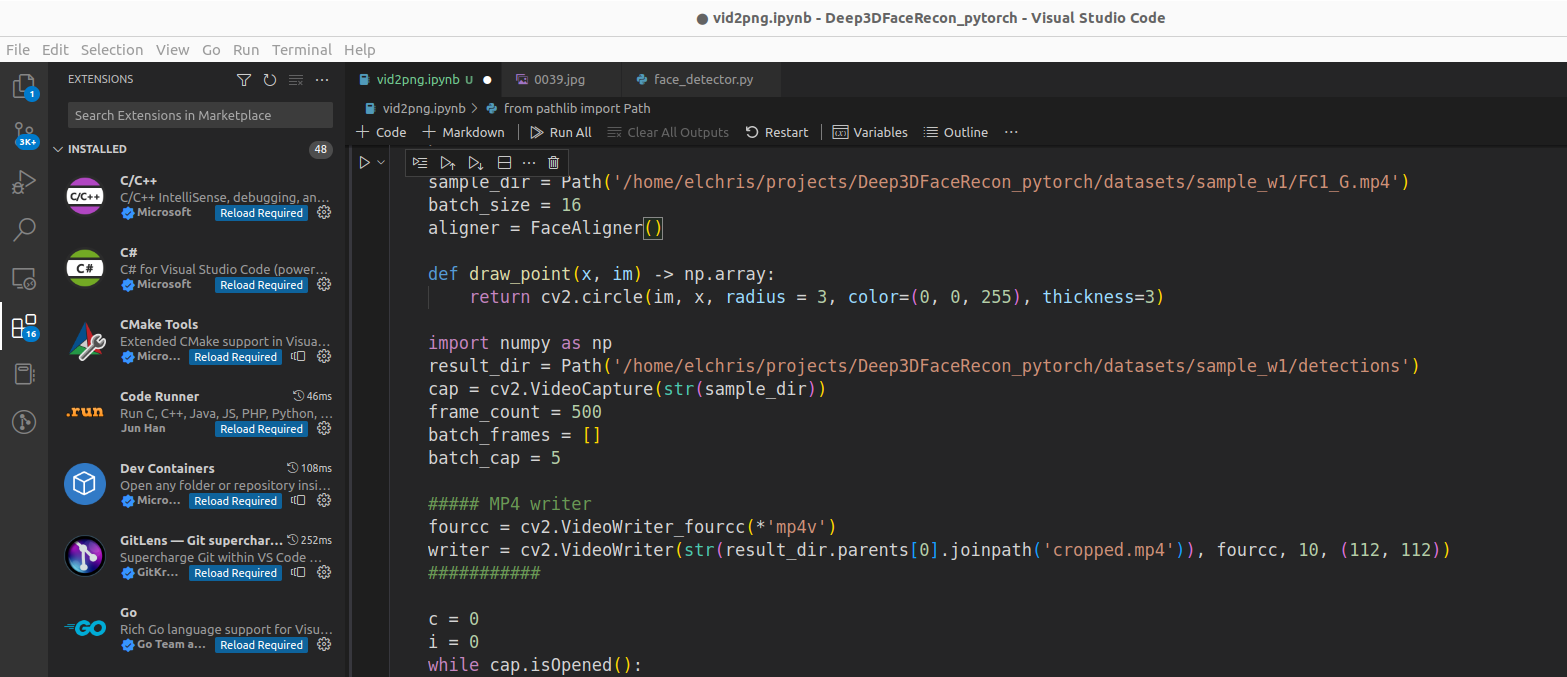 vid2png.ipynb - Deep3DFaceRecon_pytorch - Visual Studio Code
File Edit Selection View Go Run Terminal Help
EXTENSIONS
Search Extensions in Marketplace
INSTALLED 48
1
3K+
16
C/C++
C/C++
C/C++ IntelliSense, debugging, an...
Microsoft Reload Required
C#
C#
C# for Visual Studio Code (power...
Microsoft Reload Required
CMake Tools
Extended CMake support in Visua...
Micro... Reload Required
.run
Code Runner 46ms
Run C, C++, Java, JS, PHP, Python, ...
Jun Han Reload Required
Dev Containers 108ms
Open any folder or repository insi...
Micro... Reload Required
GitLens — Git superchar... 252ms
Supercharge Git within VS Code ...
GitKr... Reload Required
GO
Go
Rich Go language support for Visu...
Go Team a... Reload Required
vid2png.ipynb U 0039.jpg face_detector.py
vid2png.ipynb > from pathlib import Path
+ Code + Markdown Run All Clear All Outputs Restart Variables Outline ...
sample_dir = Path('/home/elchris/projects/Deep3DFaceRecon_pytorch/datasets/sample_w1/FC1_G.mp4')
batch_size = 16
aligner = FaceAligner()
def draw_point(x, im) -> np.array:
return cv2.circle(im, x, radius = 3, color=(0, 0, 255), thickness=3)
import numpy as np
result_dir = Path('/home/elchris/projects/Deep3DFaceRecon_pytorch/datasets/sample_w1/detections')
cap = cv2.VideoCapture(str(sample_dir))
frame_count = 500
batch_frames = []
batch_cap = 5
##### MP4 writer
fourcc = cv2.VideoWriter_fourcc(*'mp4v')
writer = cv2.VideoWriter(str(result_dir.parents[0].joinpath('cropped.mp4')), fourcc, 10, (112, 112))
###########
c = 0
i = 0
while cap.isOpened():